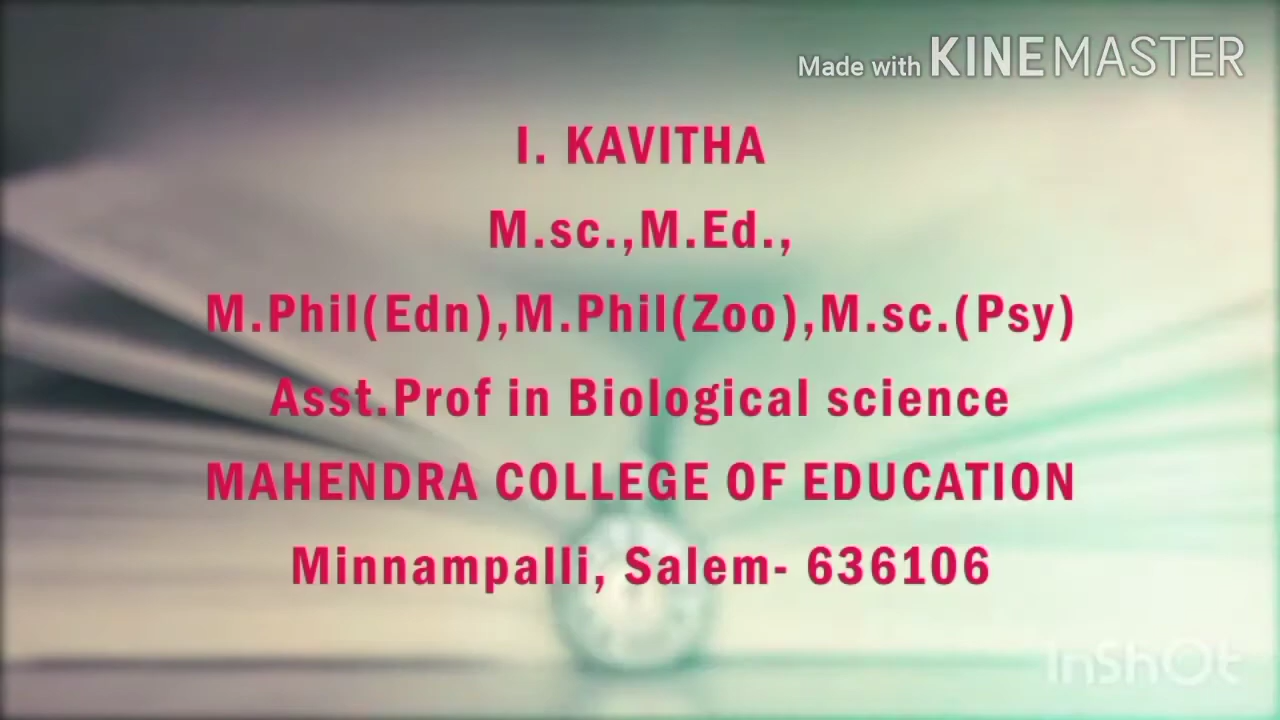 Made with KINEMASTER
I. KAVITHA
M.sc.,M.Ed.,
M.Phil(Edn),M.Phil(Zoo),M.sc.(Psy)
Asst.Prof in Biological science
MAHENDRA COLLEGE OF EDUCATION
Minnampalli, Salem- 636106
InShOt